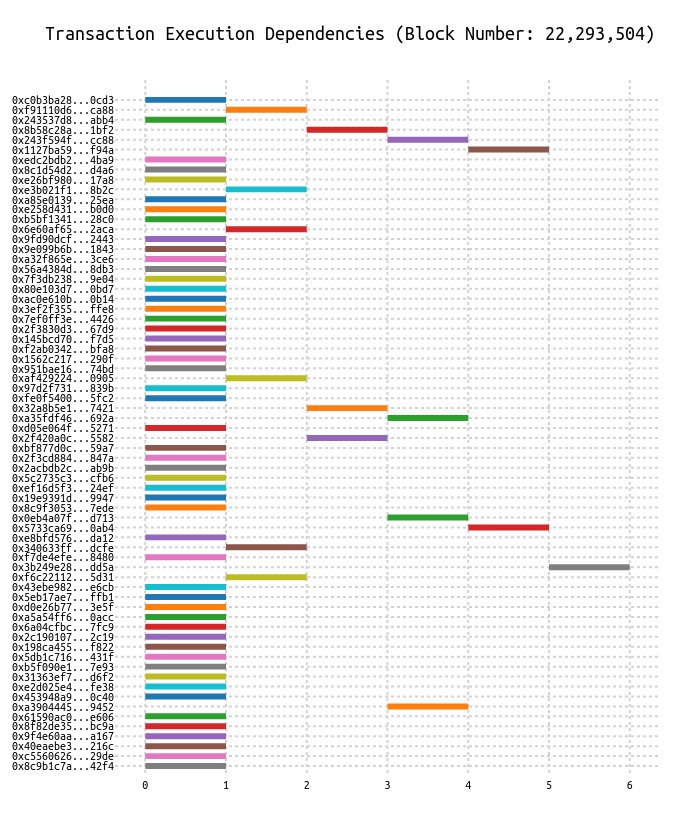 Transaction Execution Dependencies (Block Number: 22,293,504)
0xc0b3ba28...0cd3
0xf91110d6...ca88
0x243537d8...abb4
0x8b58c28a...1bf2
0x243f594f...cc88
0x1127ba59...f94a
0xedc2bdb2...4ba9
0x8c1d54d2...d4a6
0xe26bf980...17a8
0xe3b021f1...8b2c
0xa85e0139...25ea
0xe258d431...b0d0
0xb5bf1341...28c0
0x6e60af65...2aca
0x9fd90dcf...2443
0x9e099b6b...1843
0xa32f865e...3ce6
0x56a4384d...8db3
0x7f3db238...9e04
0x80e103d7...0bd7
0xac0e610b...0b14
0x3ef2f355...ffe8
0x7ef0ff3e...4426
0x2f3830d3...67d9
0x145bcd70...f7d5
0xf2ab0342...bfa8
0x1562c217...290f
0x951bae16...74bd
0xaf429224...0905
0x97d2f731...839b
0xfe0f5400...5fc2
0x32a8b5e1...7421
0xa35fdf46...692a
0xd05e064f...5271
0x2f420a0c...5582
0xbf877d0c...59a7
0x2f3cd884...847a
0x2acbdb2c...ab9b
0x5c2735c3...cfb6
0xef16d5f3...24ef
0x19e9391d...9947
0x8c9f3053...7ede
0x0eb4a07f...d713
0x5733ca69...0ab4
0xe8bfd576...da12
0x340633ff...dcfe
0xf7de4efe...8480
0x3b249e28...dd5a
0xf6c22112...5d31
0x43ebe982...e6cb
0x5eb17ae7...ffb1
0xd0e26b77...3e5f
0xa5a54ff6...0acc
0x6a04cfbc...7fc9
0x2c190107...2c19
0x198ca455...f822
0x5db1c716...431f
0xb5f090e1...7e93
0x31363ef7...d6f2
0xe2d025e4...fe38
0x453948a9...0c40
0xa3904445...9452
0x61590ac0...e606
0x8f82de35...bc9a
0x9f4e60aa...a167
0x40eaebe3...216c
0xc5560626...29de
0x8c9b1c7a...42f4
0 1 2 3 4 5 6